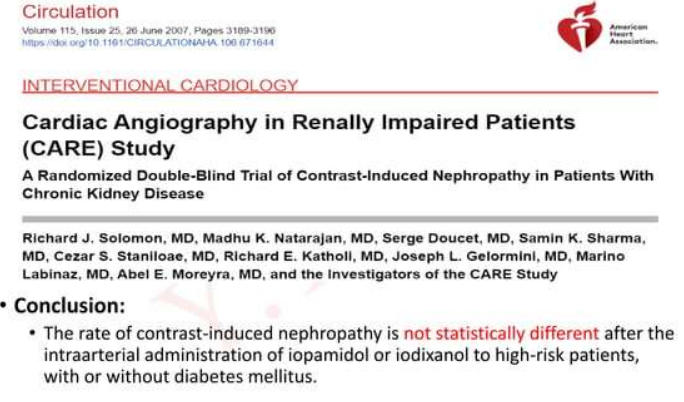 Circulation
Volume 115, Issue 25, 26 June 2007, Pages 3189-3196
https://doi.org/10.1161/CIRCULATIONAHA.106.671644
American
Heart
Association.
INTERVENTIONAL CARDIOLOGY
Cardiac Angiography in Renally Impaired Patients
(CARE) Study
A Randomized Double-Blind Trial of Contrast-Induced Nephropathy in Patients With
Chronic Kidney Disease
Richard J. Solomon, MD, Madhu K. Natarajan, MD, Serge Doucet, MD, Samin K. Sharma,
MD, Cezar S. Staniloae, MD, Richard E. Katholi, MD, Joseph L. Gelormini, MD, Marino
Labinaz, MD, Abel E. Moreyra, MD, and the Investigators of the CARE Study
• Conclusion:
• The rate of contrast-induced nephropathy is not statistically different after the
intraarterial administration of iopamidol or iodixanol to high-risk patients,
with or without diabetes mellitus.